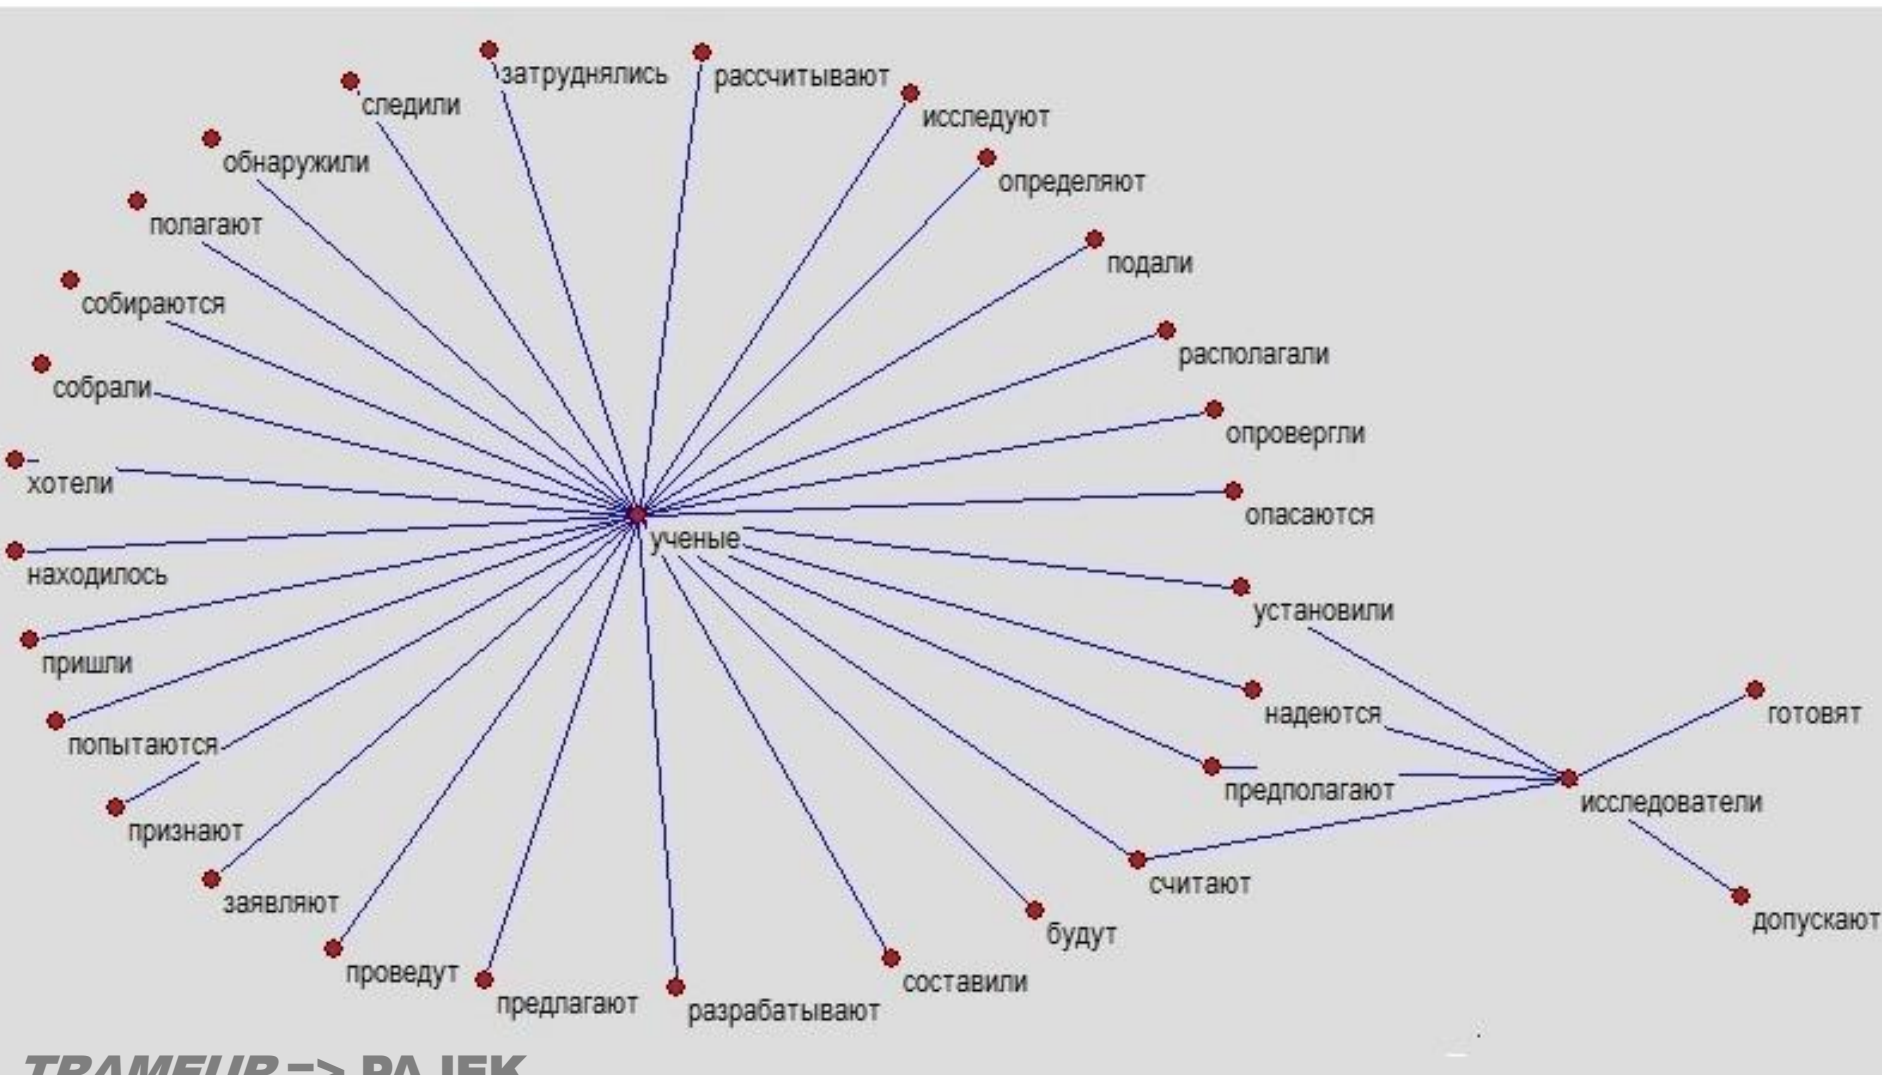 затруднялись
рассчитывают
следили
исследуют
обнаружили
определяют
полагают
подали
собираются
располагали
собрали
опровергли
хотели
опасаются
ученые
находилось
установили
пришли
надеются
готовят
попытаются
предполагают
исследователи
признают
считают
заявляют
допускают
будут
проведут
составили
предлагают
разрабатывают
TRAMEUR => PAJEK